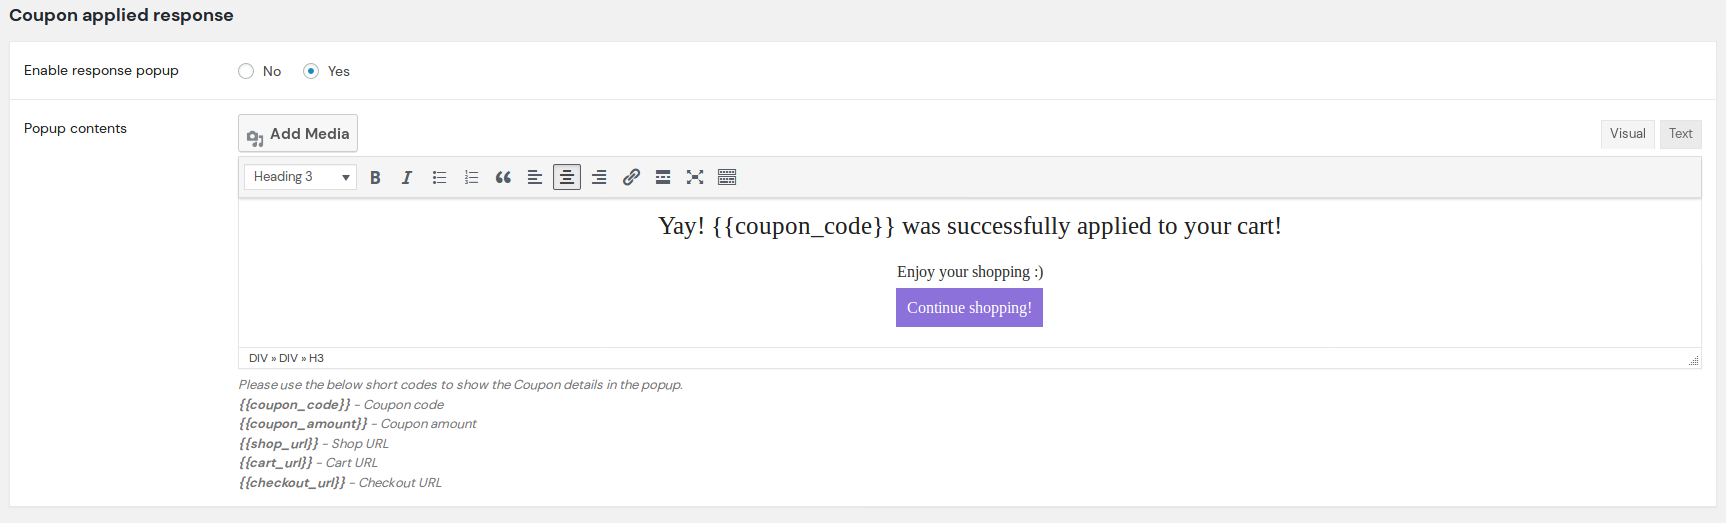 Coupon applied response
Enable response popup
No
Yes
Popup contents
Add Media
Visual
Text
Heading 3
Yay! {{coupon_code}} was successfully applied to your cart!
Enjoy your shopping :)
Continue shopping!
DIV » DIV » H3
Please use the below short codes to show the Coupon details in the popup.
{{coupon_code}} - Coupon code
{{coupon_amount}} - Coupon amount
{{shop_url}} - Shop URL
{{cart_url}} - Cart URL
{{checkout_url}} - Checkout URL